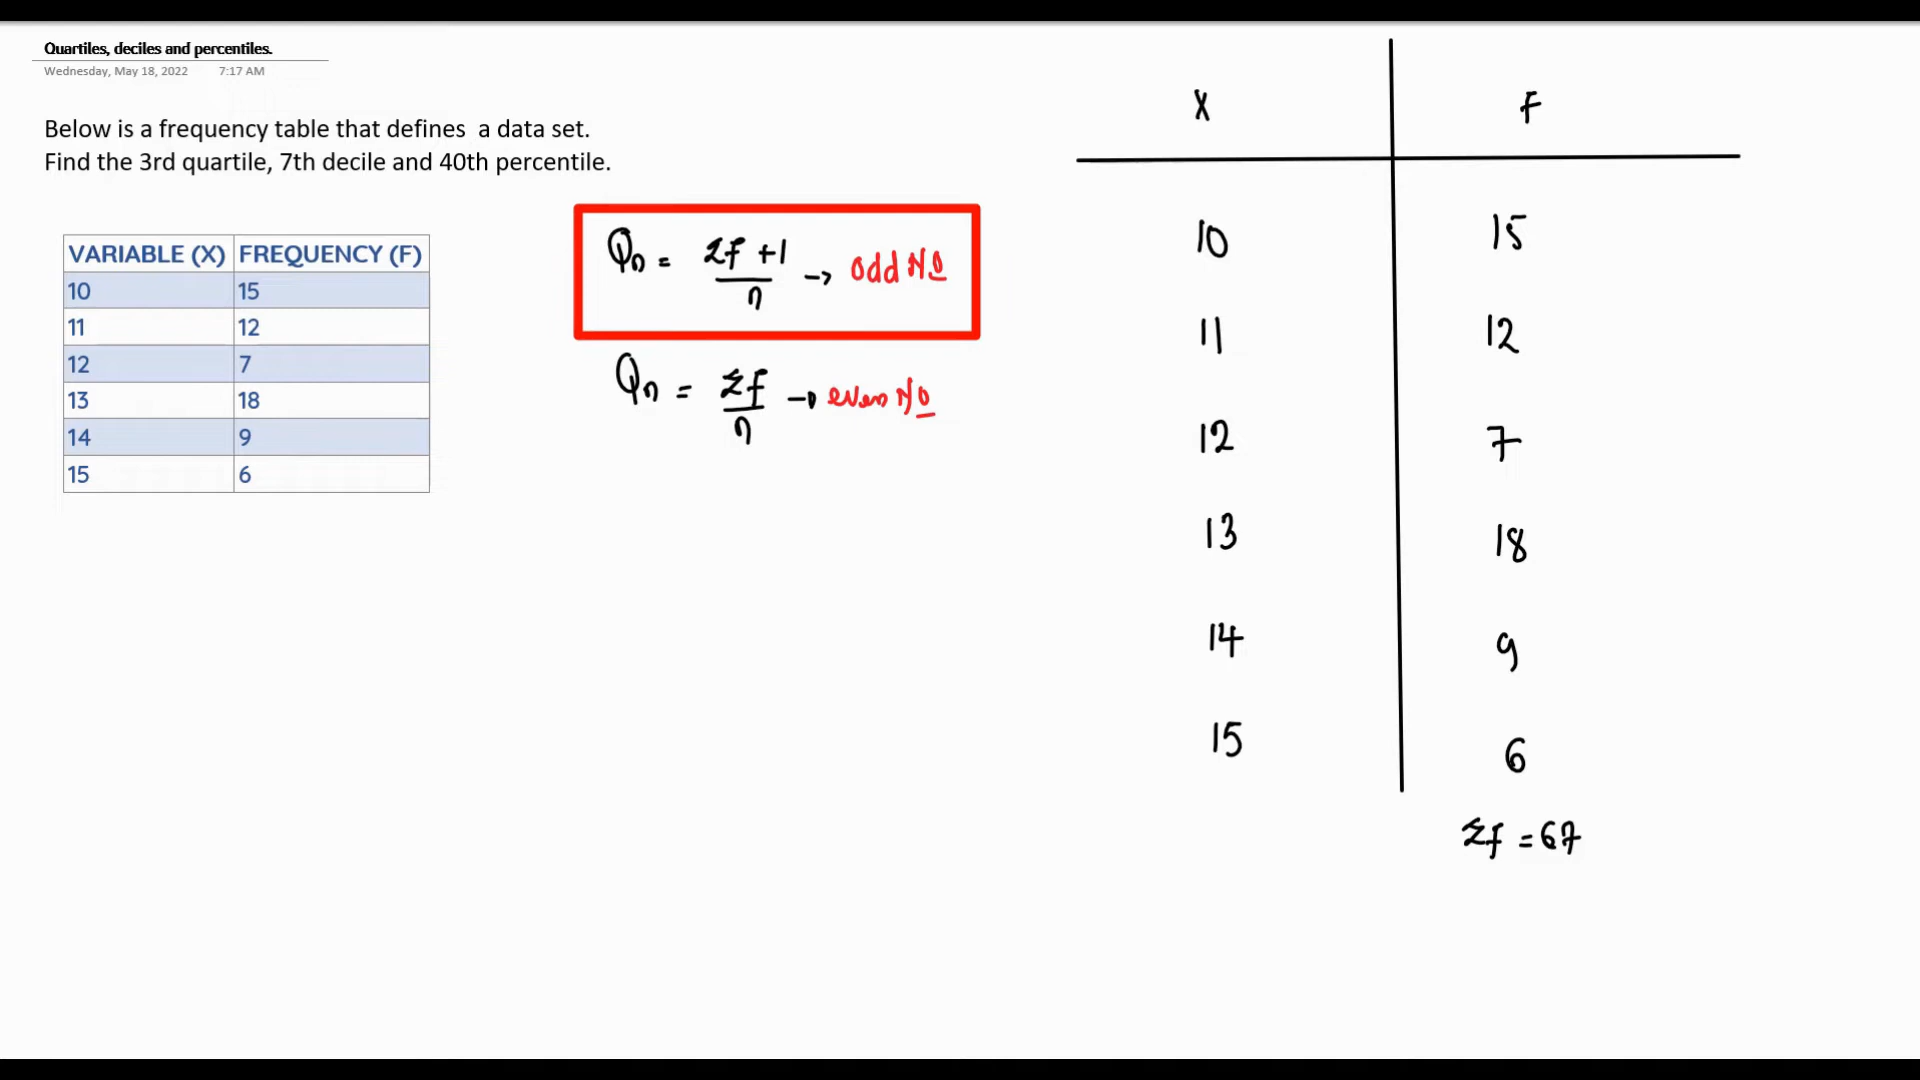 Quartiles, deciles and percentiles.
Wednesday, May 18, 2022 7:17 AM
Below is a frequency table that defines a data set.
Find the 3rd quartile, 7th decile and 40th percentile.
VARIABLE (X) FREQUENCY (F)
10 15
11 12
12 7
13 18
14 9
15 6
Qn = Σf +1 / n → odd No
Qn = Σf / n → even No
X F
10 15
11 12
12 7
13 18
14 9
15 6
Σf = 67